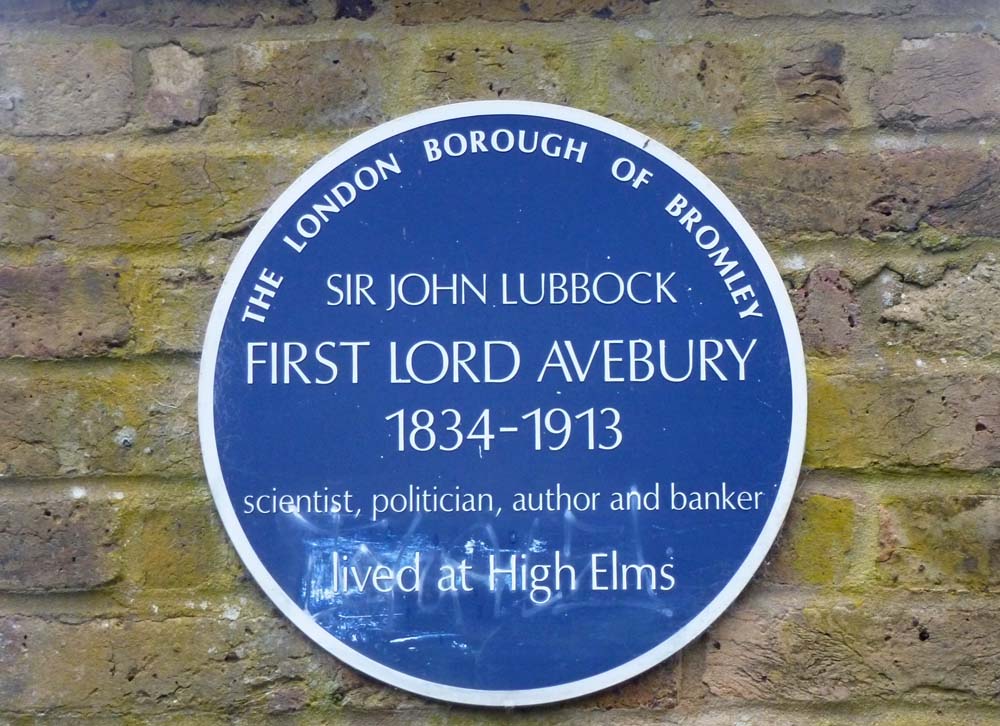 THE LONDON BOROUGH OF BROMLEY
SIR JOHN LUBBOCK
FIRST LORD AVEBURY
1834-1913
scientist, politician, author and banker
lived at High Elms